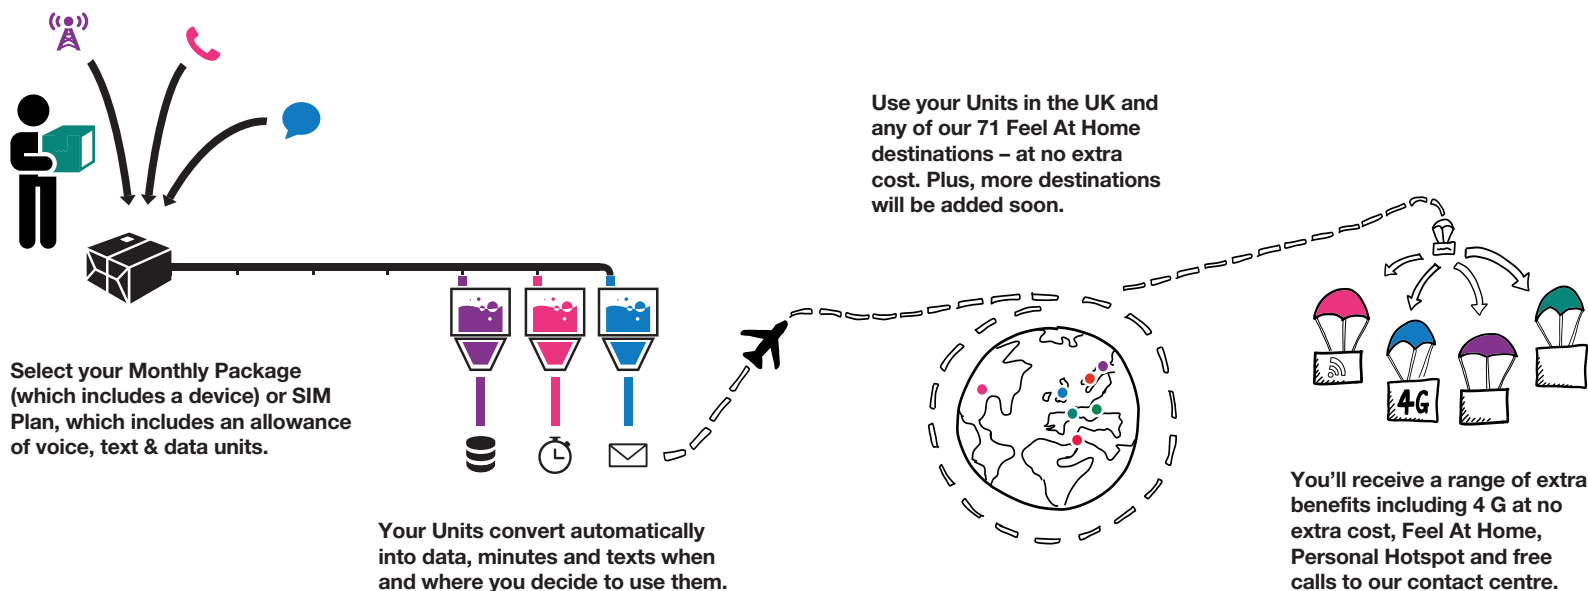 Select your Monthly Package
(which includes a device) or SIM
Plan, which includes an allowance
of voice, text & data units.
Your Units convert automatically
into data, minutes and texts when
and where you decide to use them.
Use your Units in the UK and
any of our 71 Feel At Home
destinations – at no extra
cost. Plus, more destinations
will be added soon.
4G
You’ll receive a range of extra
benefits including 4 G at no
extra cost, Feel At Home,
Personal Hotspot and free
calls to our contact centre.